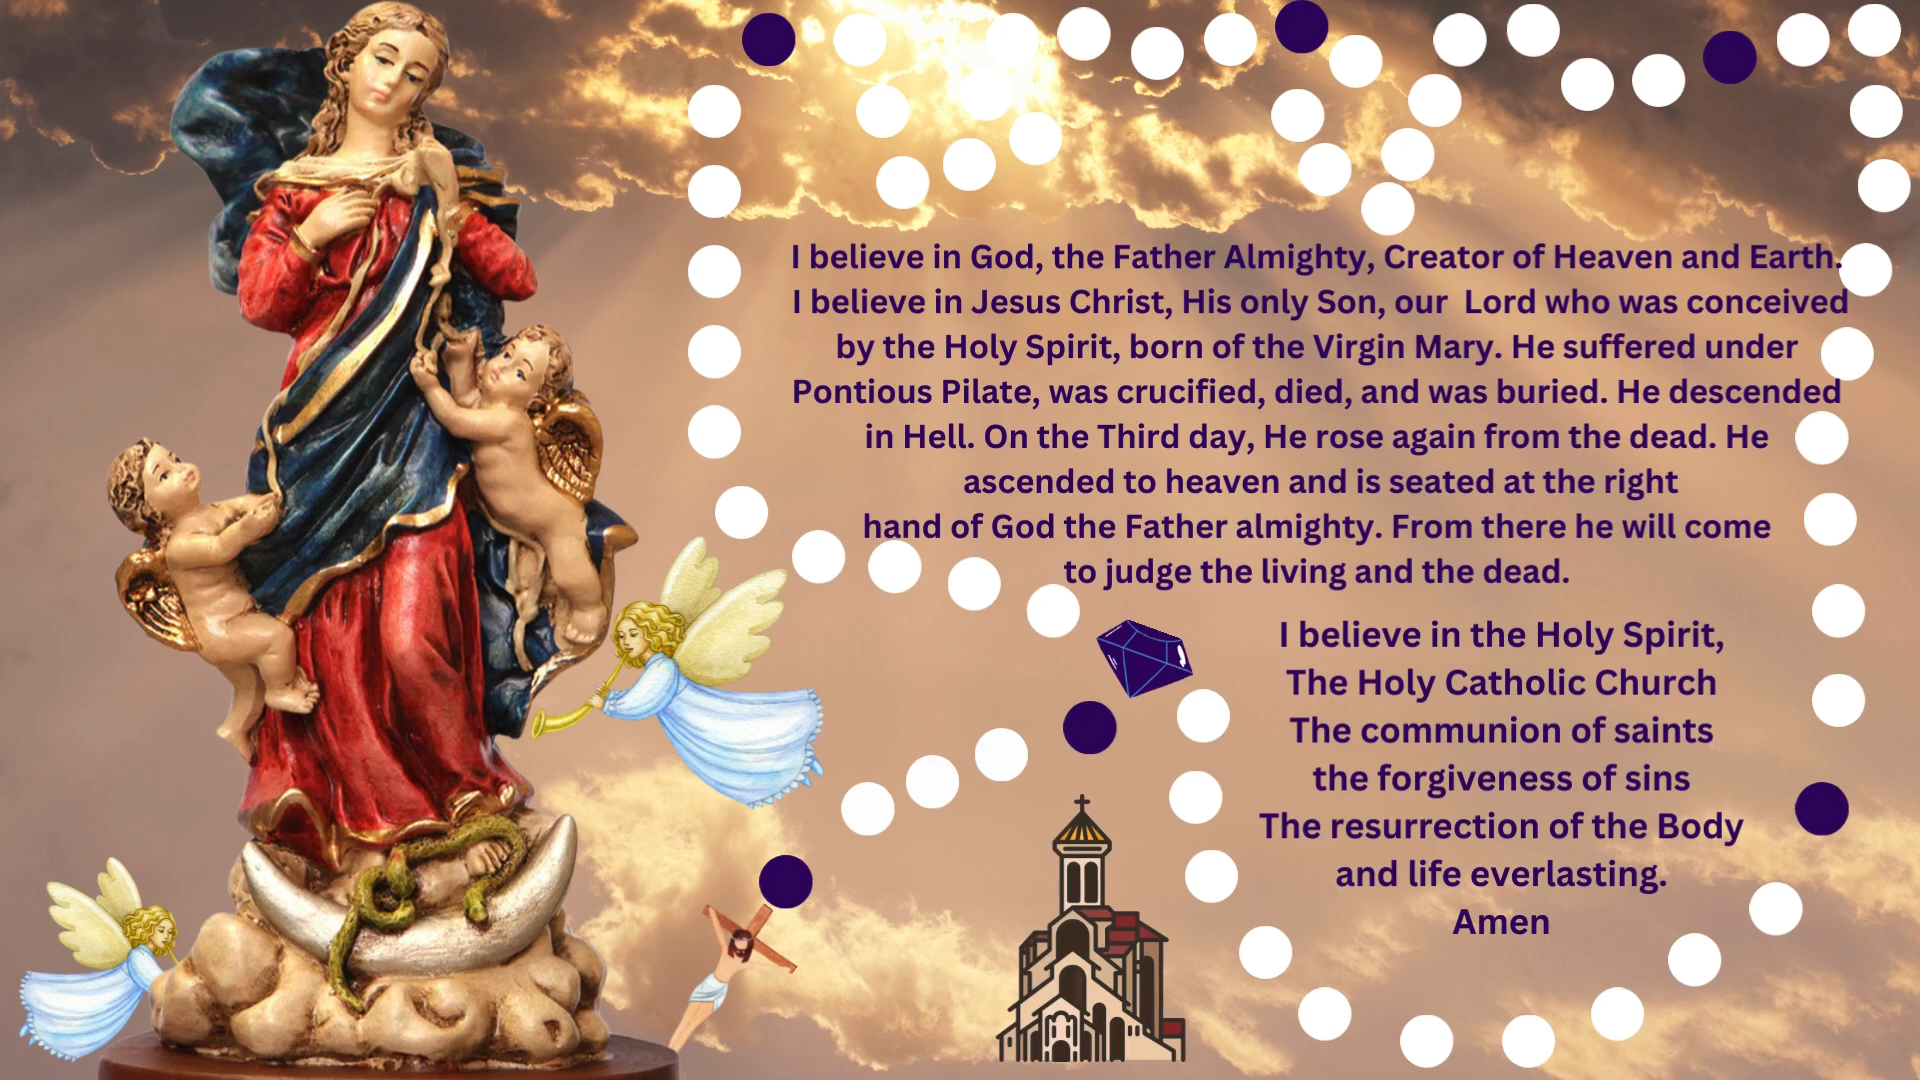 I believe in God, the Father Almighty, Creator of Heaven and Earth.
I believe in Jesus Christ, His only Son, our  Lord who was conceived
by the Holy Spirit, born of the Virgin Mary. He suffered under
Pontious Pilate, was crucified, died, and was buried. He descended
in Hell. On the Third day, He rose again from the dead. He
ascended to heaven and is seated at the right
hand of God the Father almighty. From there he will come
to judge the living and the dead.
I believe in the Holy Spirit,
The Holy Catholic Church
The communion of saints
the forgiveness of sins
The resurrection of the Body
and life everlasting.
Amen